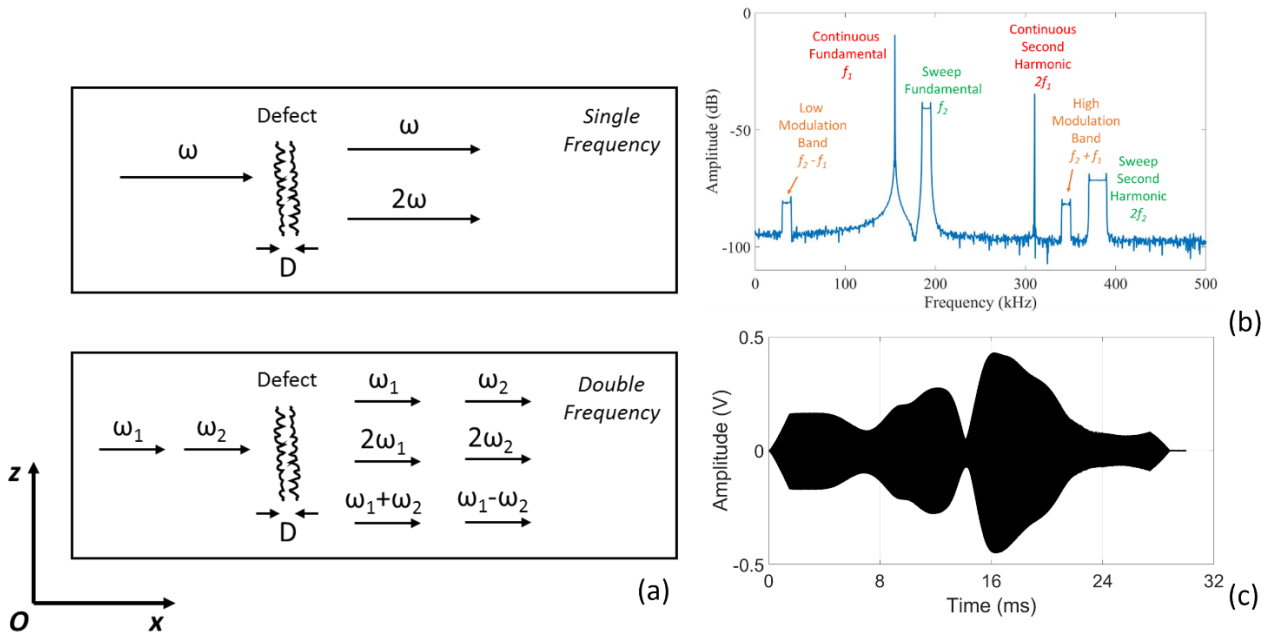 Single
Frequency
Defect
ω
ω
2ω
D
Double
Frequency
Defect
ω₁
ω₂
ω₁
ω₂
2ω₁
2ω₂
ω₁+ω₂
ω₁-ω₂
D
z
O
x
(a)
Amplitude (dB)
0
-50
-100
Continuous
Fundamental
f₁
Sweep
Fundamental
f₂
Continuous
Second
Harmonic
2f₁
Low
Modulation
Band
f₂ - f₁
High
Modulation
Band
f₂ + f₁
Sweep
Second
Harmonic
2f₂
0
100
200
300
400
500
Frequency (kHz)
(b)
Amplitude (V)
0.5
0
-0.5
0
8
16
24
32
Time (ms)
(c)